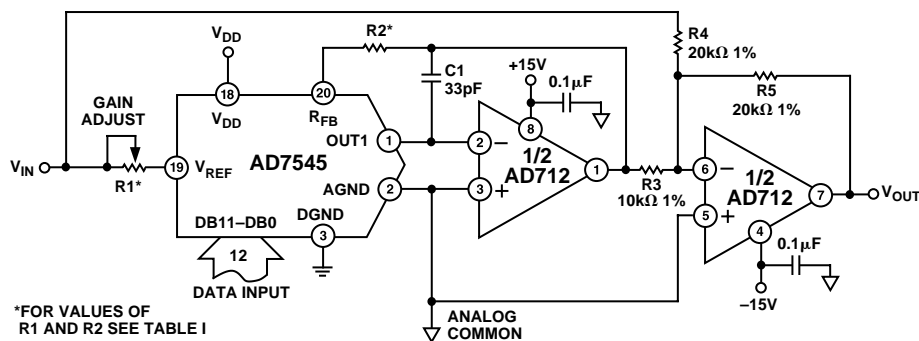 VDD
R2*
R4
20kΩ 1%
GAIN
ADJUST
18
VDD
20
RFB
C1
33pF
+15V
0.1µF
R5
20kΩ 1%
VIN
R1*
19
VREF
AD7545
OUT1
1
AGND
2
2
–
3
+
8
1/2
AD712
1
R3
10kΩ 1%
6
–
5
+
1/2
AD712
7
VOUT
4
0.1µF
–15V
DB11–DB0
DGND
3
12
DATA INPUT
ANALOG
COMMON
*FOR VALUES OF
R1 AND R2 SEE TABLE I